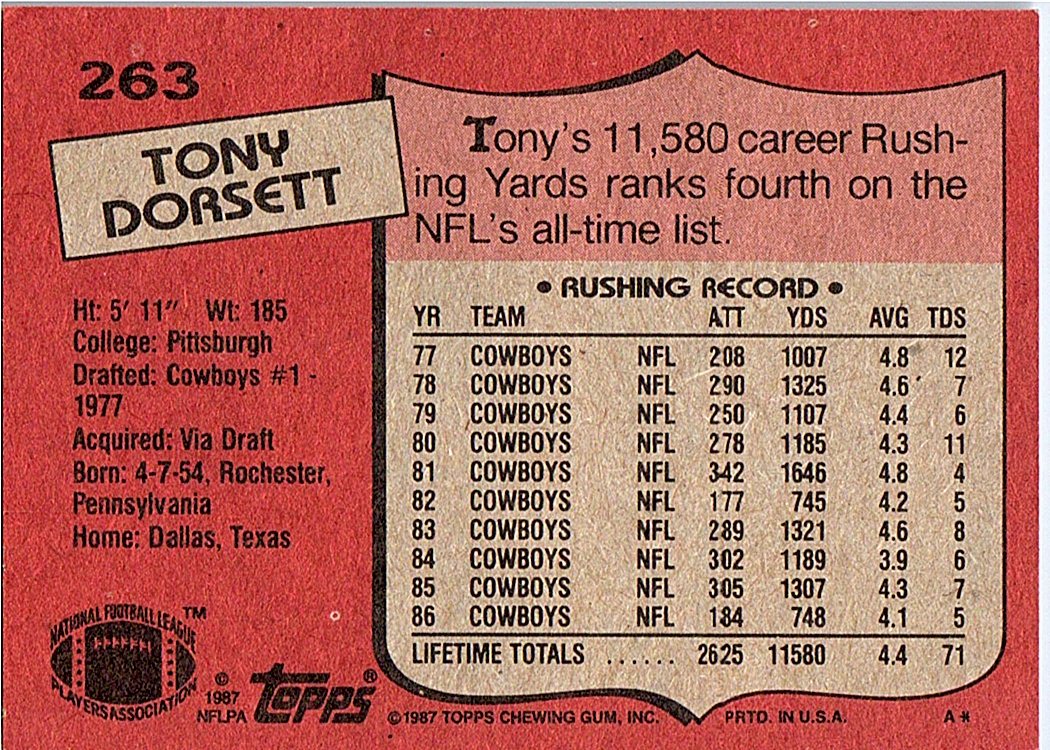 263
TONY
DORSETT
Ht: 5' 11" Wt: 185
College: Pittsburgh
Drafted: Cowboys #1 -
1977
Acquired: Via Draft
Born: 4-7-54, Rochester,
Pennsylvania
Home: Dallas, Texas
NATIONAL FOOTBALL LEAGUE ™
PLAYERS ASSOCIATION
© 1987 NFLPA
topps®
Tony's 11,580 career Rush-
ing Yards ranks fourth on the
NFL's all-time list.
• RUSHING RECORD •
YR TEAM ATT YDS AVG TDS
77 COWBOYS NFL 208 1007 4.8 12
78 COWBOYS NFL 290 1325 4.6 7
79 COWBOYS NFL 250 1107 4.4 6
80 COWBOYS NFL 278 1185 4.3 11
81 COWBOYS NFL 342 1646 4.8 4
82 COWBOYS NFL 177 745 4.2 5
83 COWBOYS NFL 289 1321 4.6 8
84 COWBOYS NFL 302 1189 3.9 6
85 COWBOYS NFL 305 1307 4.3 7
86 COWBOYS NFL 184 748 4.1 5
LIFETIME TOTALS ...... 2625 11580 4.4 71
©1987 TOPPS CHEWING GUM, INC. PRTD. IN U.S.A. A*